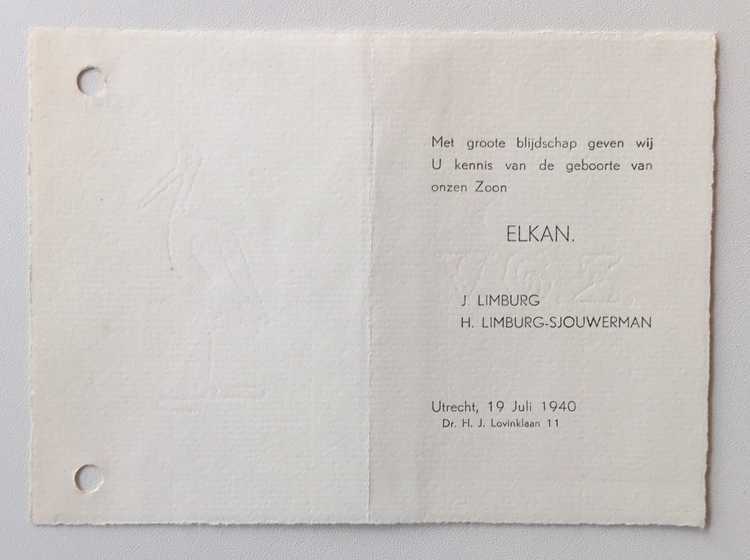 Met groote blijdschap geven wij
U kennis van de geboorte van
onzen Zoon
ELKAN.
J. LIMBURG
H. LIMBURG-SJOUWERMAN
Utrecht, 19 Juli 1940
Dr. H. J. Lovinklaan 11